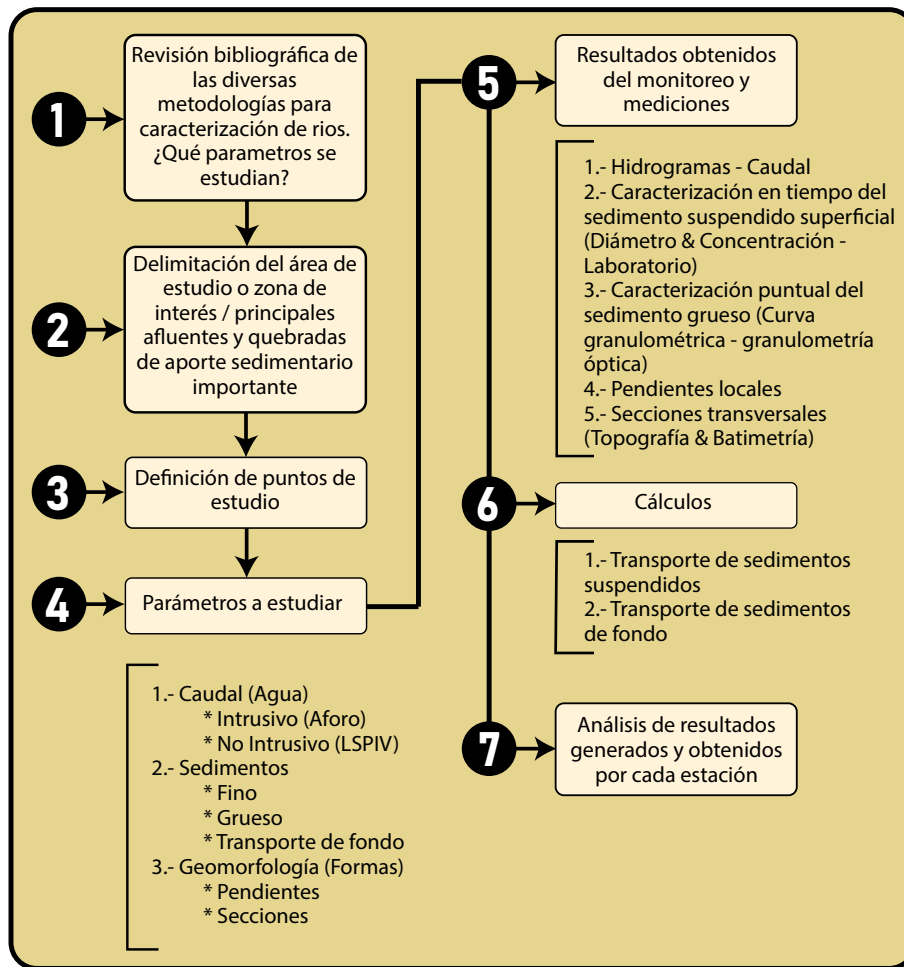 1
Revisión bibliográfica de
las diversas
metodologías para
caracterización de rios.
¿Qué parametros se
estudian?
2
Delimitación del área de
estudio o zona de
interés / principales
afluentes y quebradas
de aporte sedimentario
importante
3
Definición de puntos de
estudio
4
Parámetros a estudiar
1.- Caudal (Agua)
* Intrusivo (Aforo)
* No Intrusivo (LSPIV)
2.- Sedimentos
* Fino
* Grueso
* Transporte de fondo
3.- Geomorfología (Formas)
* Pendientes
* Secciones
5
Resultados obtenidos
del monitoreo y
mediciones
1.- Hidrogramas - Caudal
2.- Caracterización en tiempo del
sedimento suspendido superficial
(Diámetro & Concentración -
Laboratorio)
3.- Caracterización puntual del
sedimento grueso (Curva
granulométrica - granulometría
óptica)
4.- Pendientes locales
5.- Secciones transversales
(Topografía & Batimetría)
6
Cálculos
1.- Transporte de sedimentos
suspendidos
2.- Transporte de sedimentos
de fondo
7
Análisis de resultados
generados y obtenidos
por cada estación